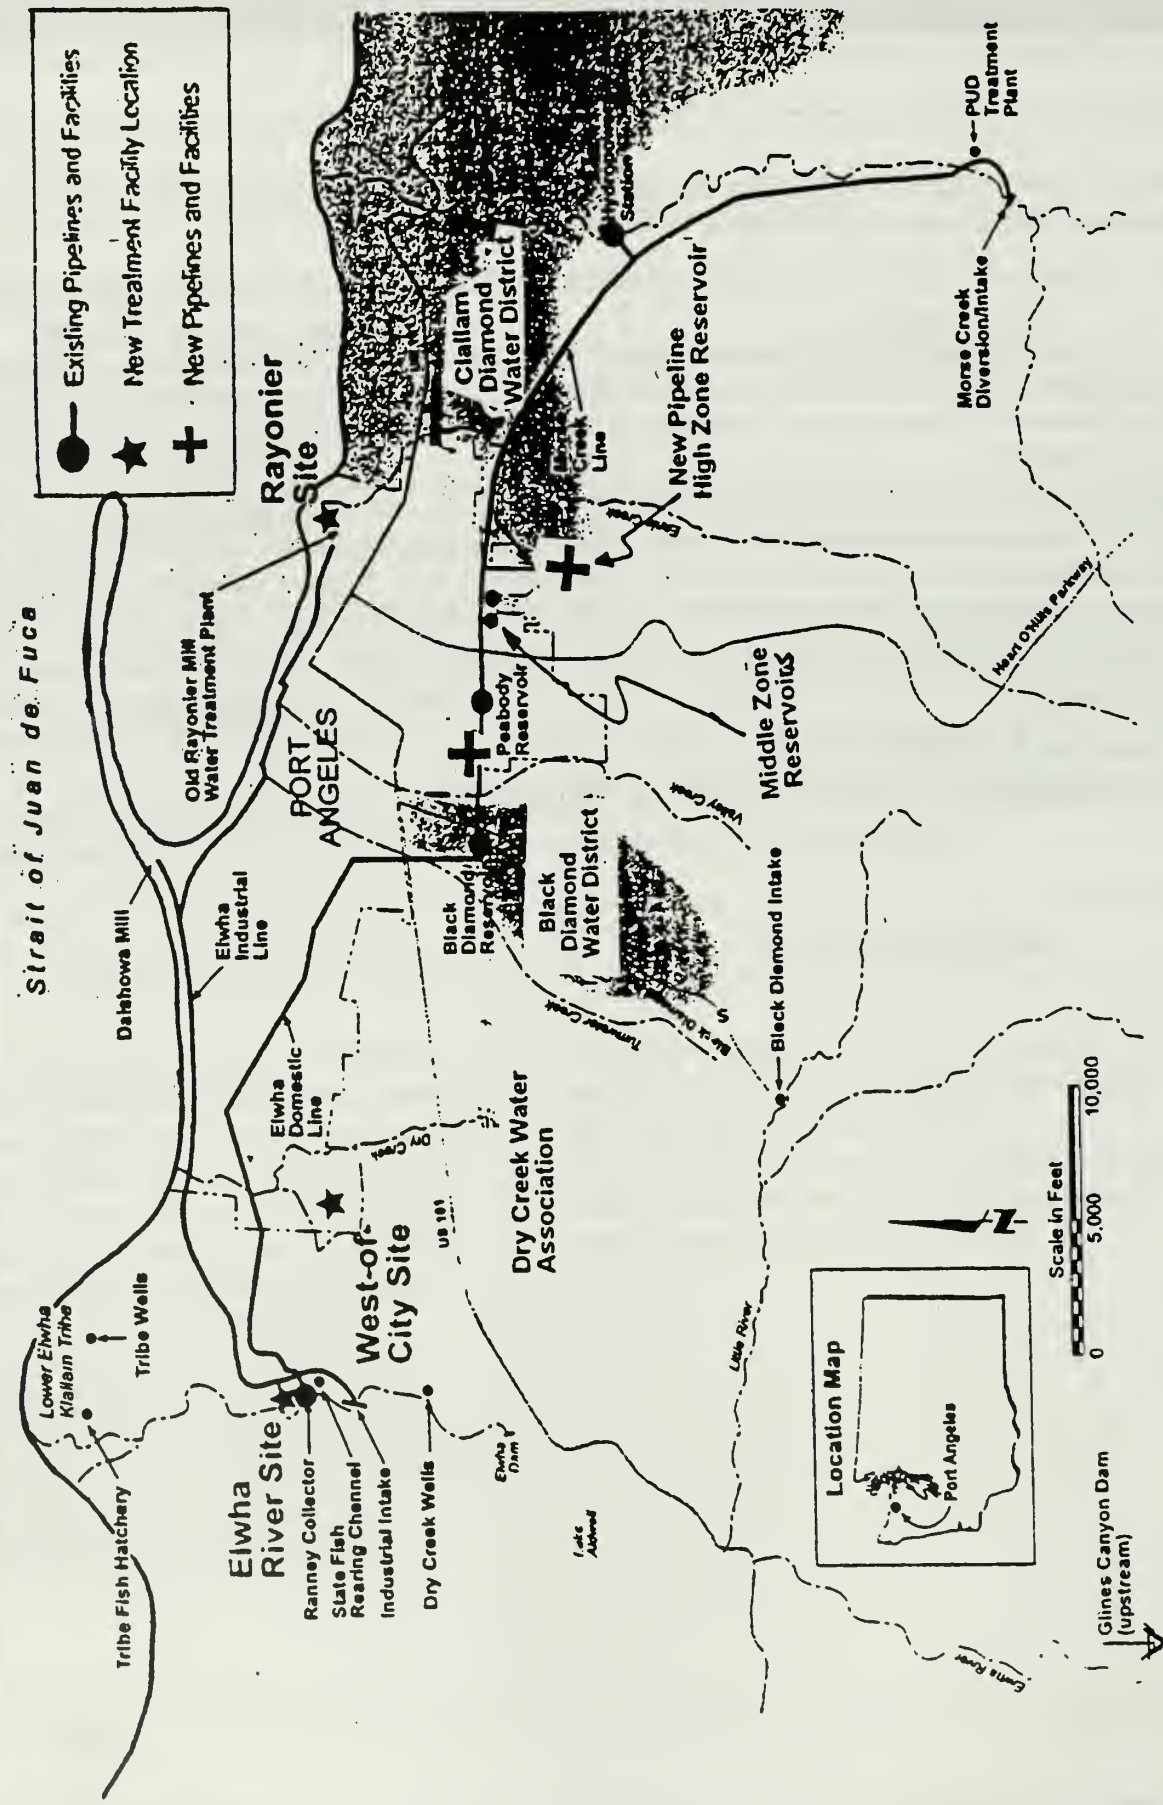 Strait of Juan de Fuca
Existing Pipelines and Facilities
New Treatment Facility Location
New Pipelines and Facilities
Lower Elwha
Klallam Tribe
Tribe Fish Hatchery
Tribe Wells
Daishowa Mill
Elwha
Industrial
Line
Old Rayonier Mill
Water Treatment Plant
Rayonier
Site
PORT
ANGELES
Elwha
River Site
Ranney Collector
State Fish
Rearing Channel
Industrial Intake
Dry Creek Wells
Elwha
Dam
Lake
Aldwell
West-of-
City Site
US 101
Elwha
Domestic
Line
Dry Creek
Dry Creek Water
Association
Black
Diamond
Reservoir
Black
Diamond
Water District
Tumwater Creek
Black Diamond Intake
Valley Creek
Peabody
Reservoir
Middle Zone
Reservoirs
New Pipeline
High Zone Reservoir
Clallam
Diamond
Water District
Creek
Line
Station
Ennis Creek
Heart O'Hills Parkway
Morse Creek
Diversion/Intake
PUD
Treatment
Plant
Little River
Elwha River
Glines Canyon Dam
(upstream)
Location Map
Port Angeles
N
Scale in Feet
0
5,000
10,000